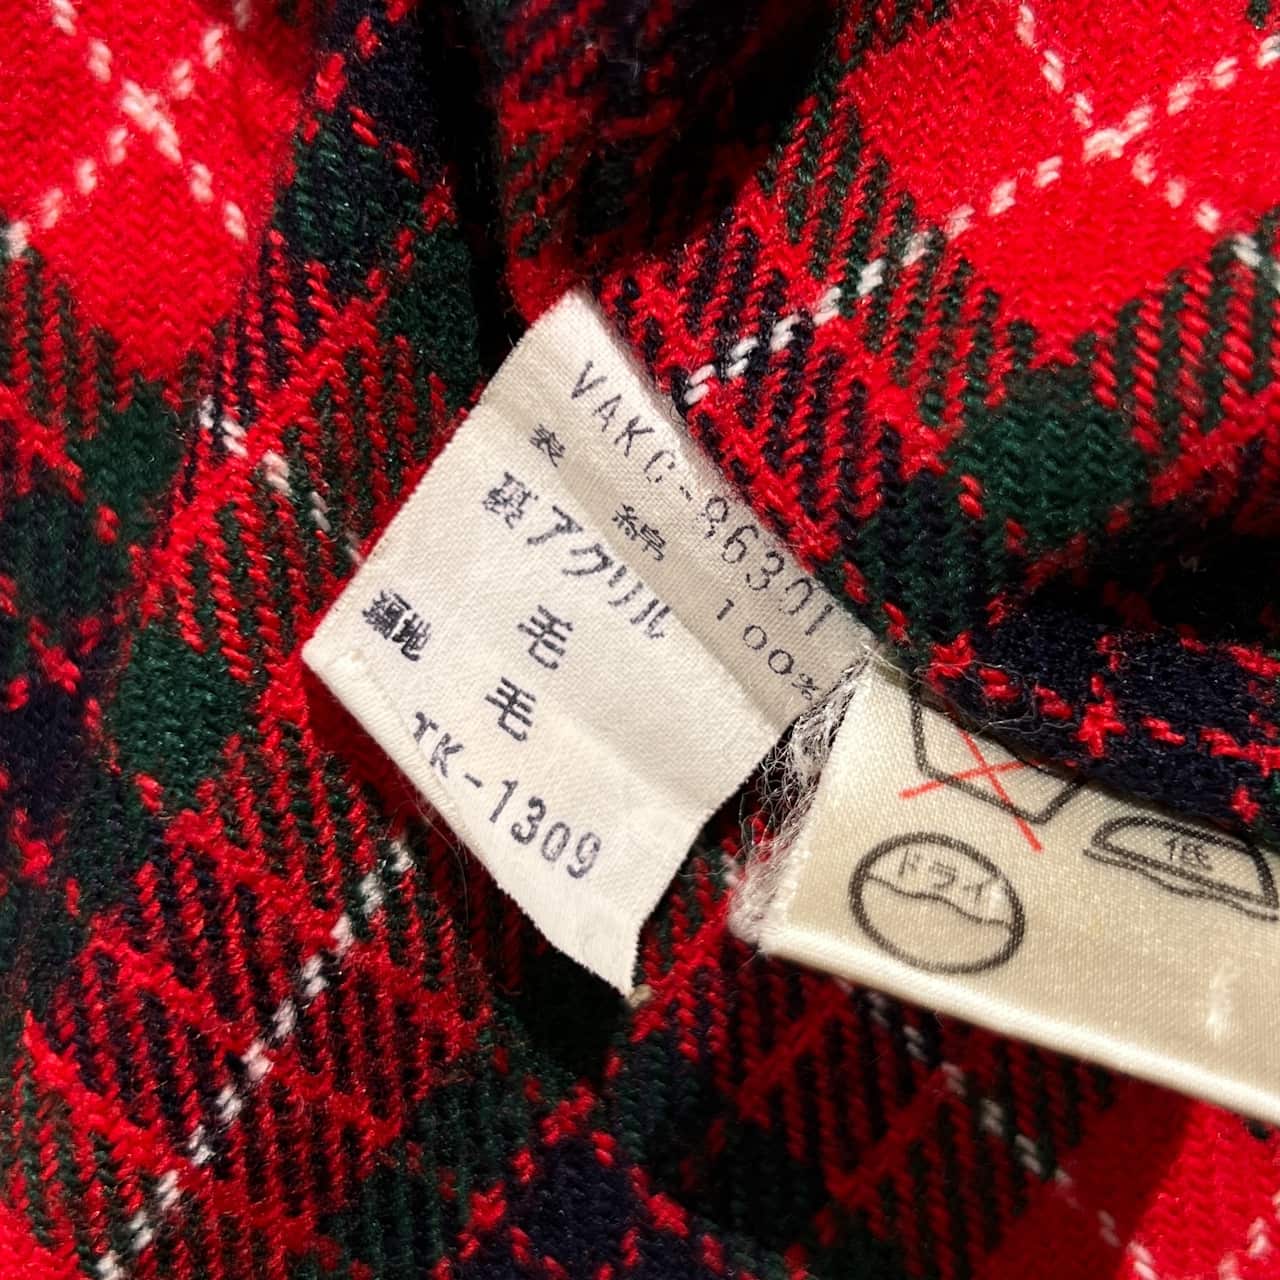 VAKC-96301
表 綿 100%
裏 アクリル
毛
濃地 毛
TK-1309
ドライ
低